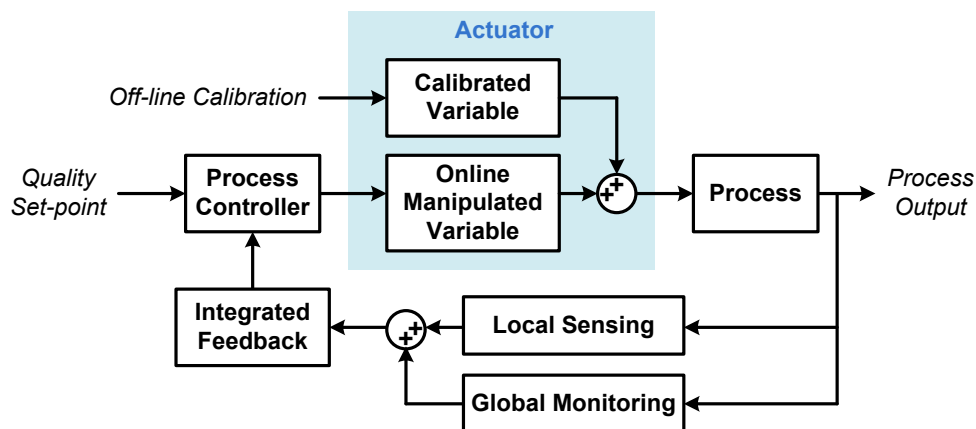 Actuator
Off-line Calibration
Calibrated
Variable
Quality
Set-point
Process
Controller
Online
Manipulated
Variable
++
Process
Process
Output
Integrated
Feedback
++
Local Sensing
Global Monitoring